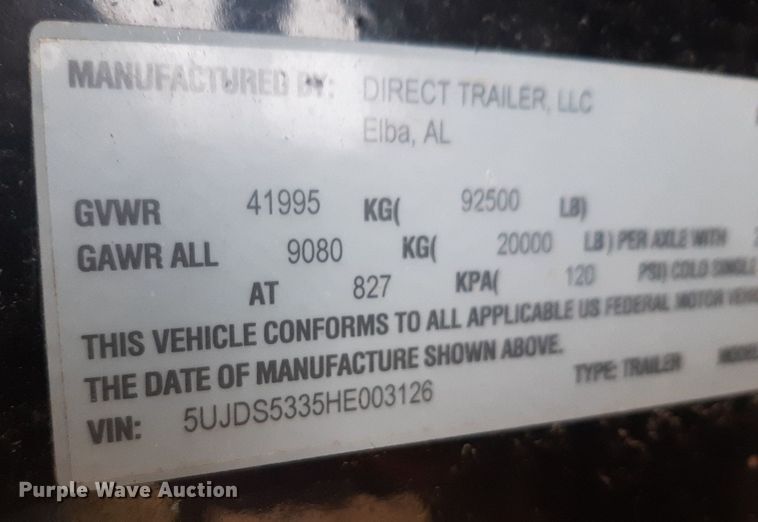 MANUFACTURED BY: DIRECT TRAILER, LLC
Elba, AL
GVWR 41995 KG( 92500 LB)
GAWR ALL 9080 KG( 20000 LB) PER AXLE WITH
AT 827 KPA( 120 PSI) COLD SINGLE
THIS VEHICLE CONFORMS TO ALL APPLICABLE US FEDERAL MOTOR
THE DATE OF MANUFACTURE SHOWN ABOVE.
VIN: 5UJDS5335HE003126 TYPE: TRAILER
Purple Wave Auction